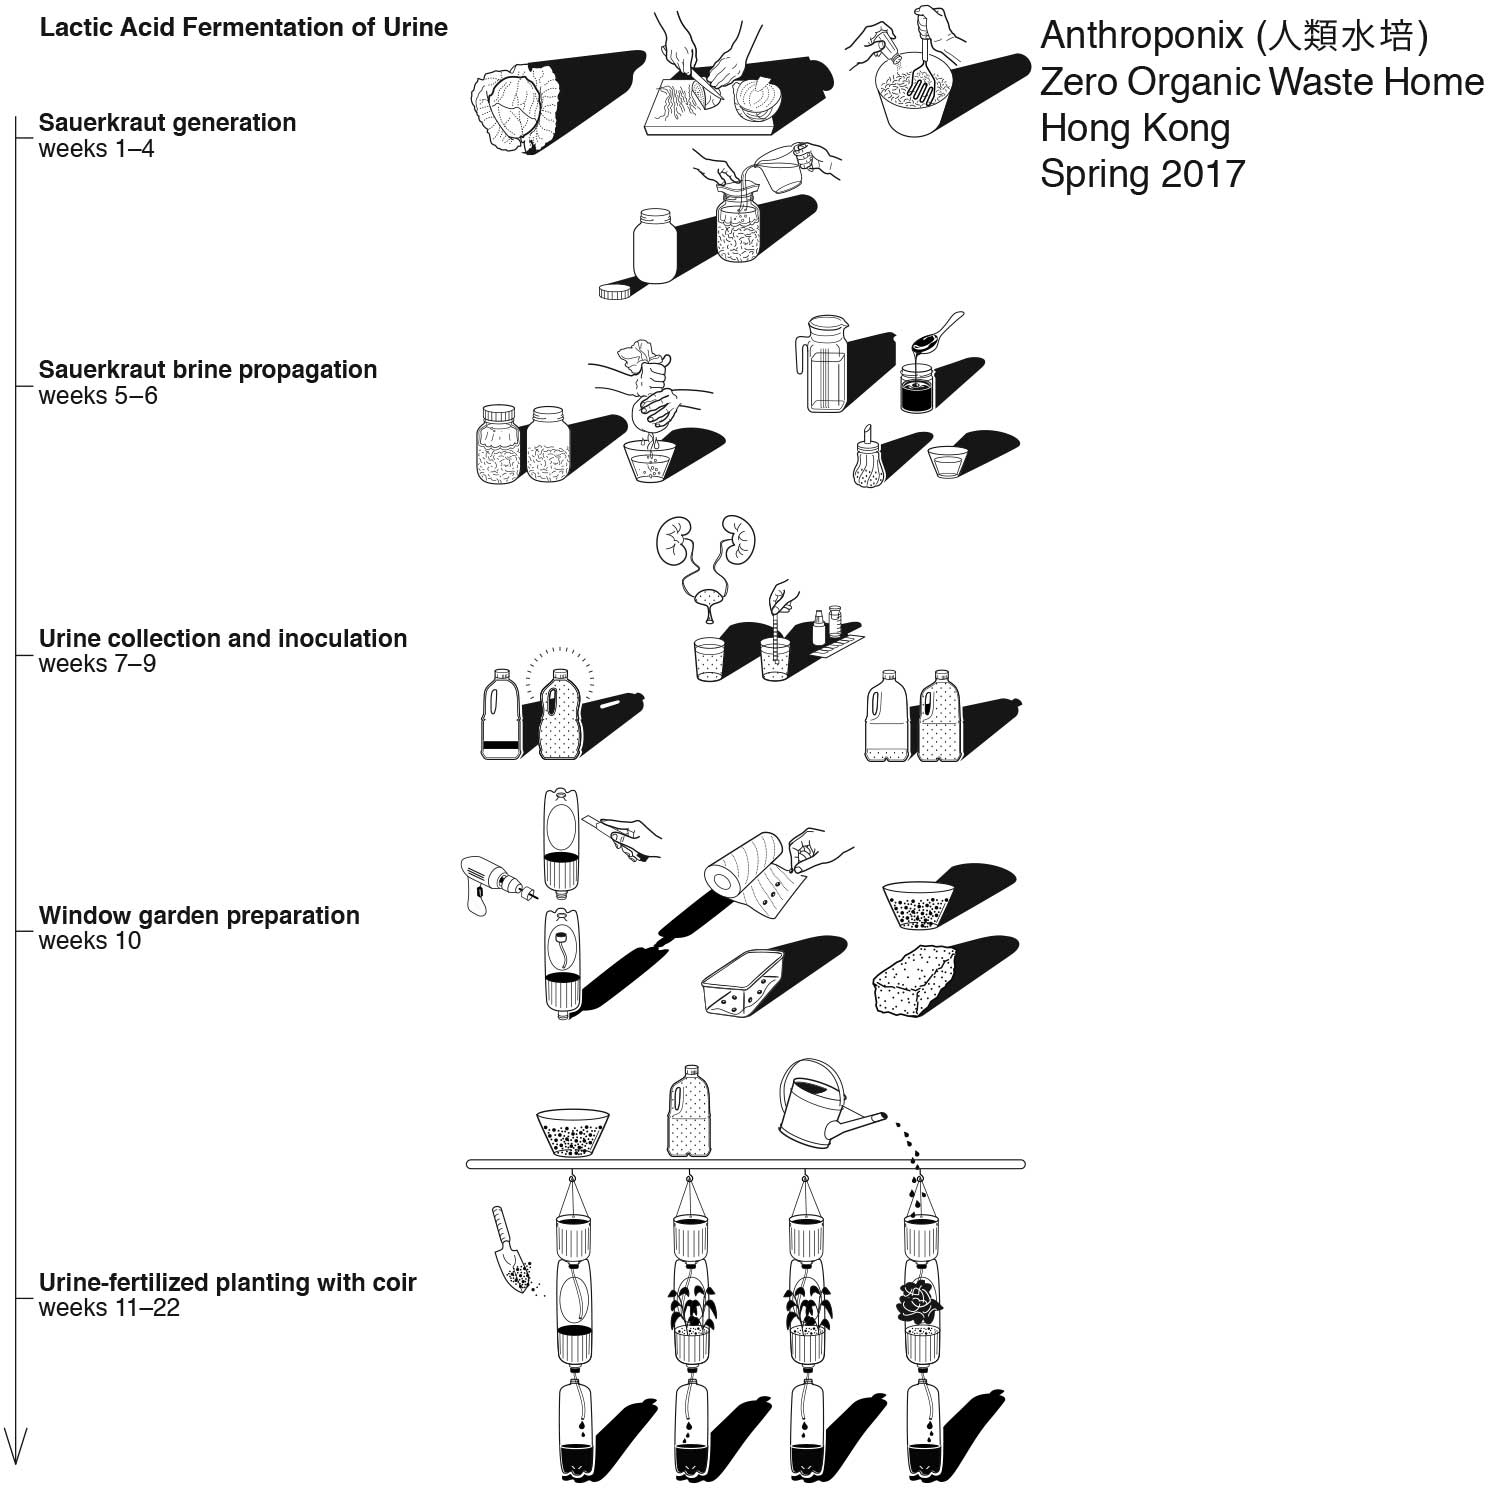 Lactic Acid Fermentation of Urine
Anthroponix (人類水培)
Zero Organic Waste Home
Hong Kong
Spring 2017
Sauerkraut generation
weeks 1–4
Sauerkraut brine propagation
weeks 5–6
Urine collection and inoculation
weeks 7–9
Window garden preparation
weeks 10
Urine-fertilized planting with coir
weeks 11–22